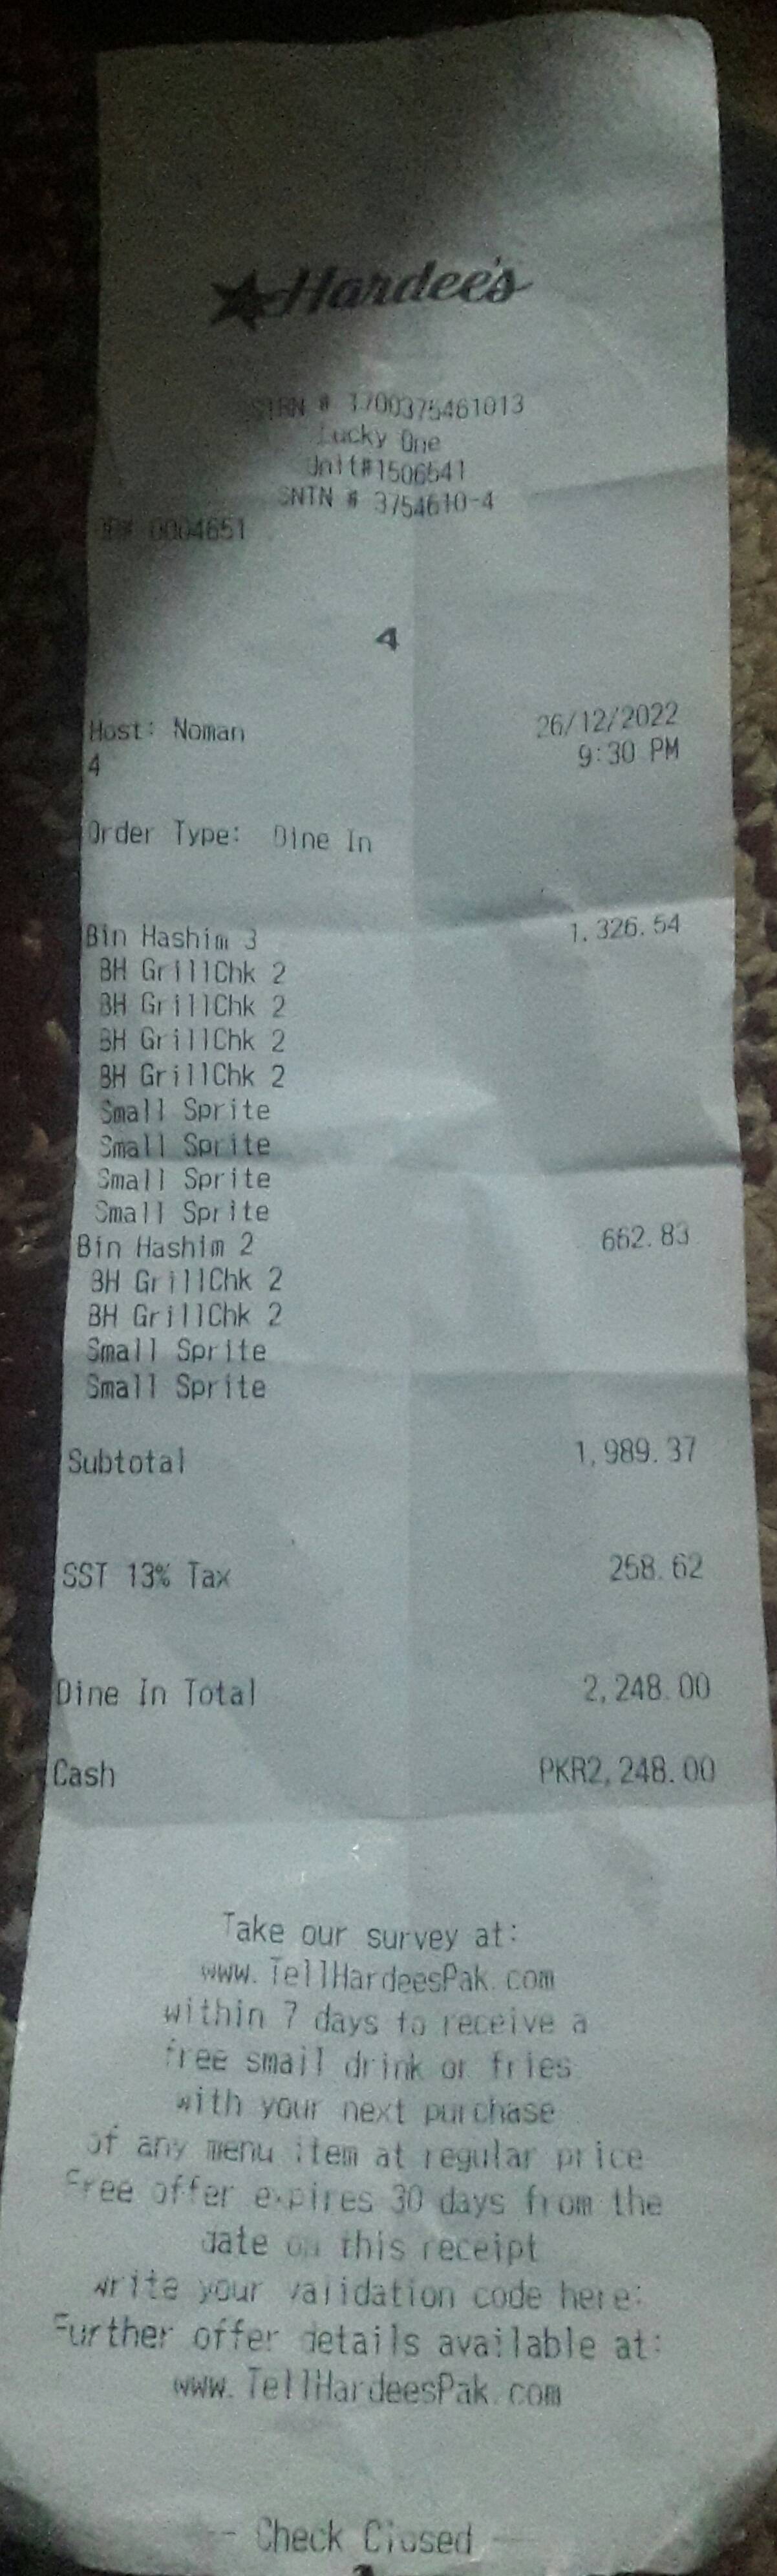 Hardee's
STRN # 1700375461013
Lucky One
Unit#1506541
SNTN # 3754610-4
0004651
4
Host: Noman 26/12/2022
4 9:30 PM
Order Type: Dine In
Bin Hashim 3 1,326.54
BH GrillChk 2
BH GrillChk 2
BH GrillChk 2
BH GrillChk 2
Small Sprite
Small Sprite
Small Sprite
Small Sprite
Bin Hashim 2 662.83
BH GrillChk 2
BH GrillChk 2
Small Sprite
Small Sprite
Subtotal 1,989.37
SST 13% Tax 258.62
Dine In Total 2,248.00
Cash PKR2,248.00
Take our survey at:
www.TellHardeesPak.com
within 7 days to receive a
free small drink or fries
with your next purchase
of any menu item at regular price
Free offer expires 30 days from the
date on this receipt
Write your validation code here:
Further offer details available at:
www.TellHardeesPak.com
-- Check Closed --